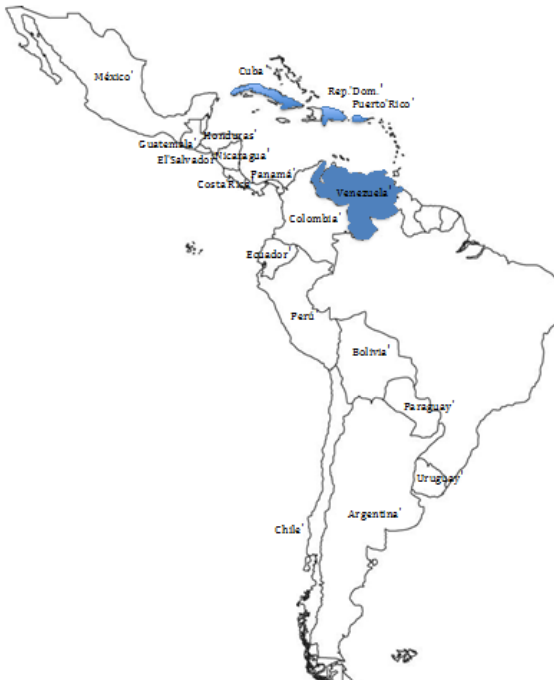 Cuba'
México'
Rep.'Dom.'
Puerto'Rico'
Honduras'
Guatemala'
El'Salvador'
Nicaragua'
Panamá'
Costa'Rica'
Venezuela'
Colombia'
Ecuador'
Perú
Bolivia'
Paraguay'
Uruguay'
Argentina'
Chile'